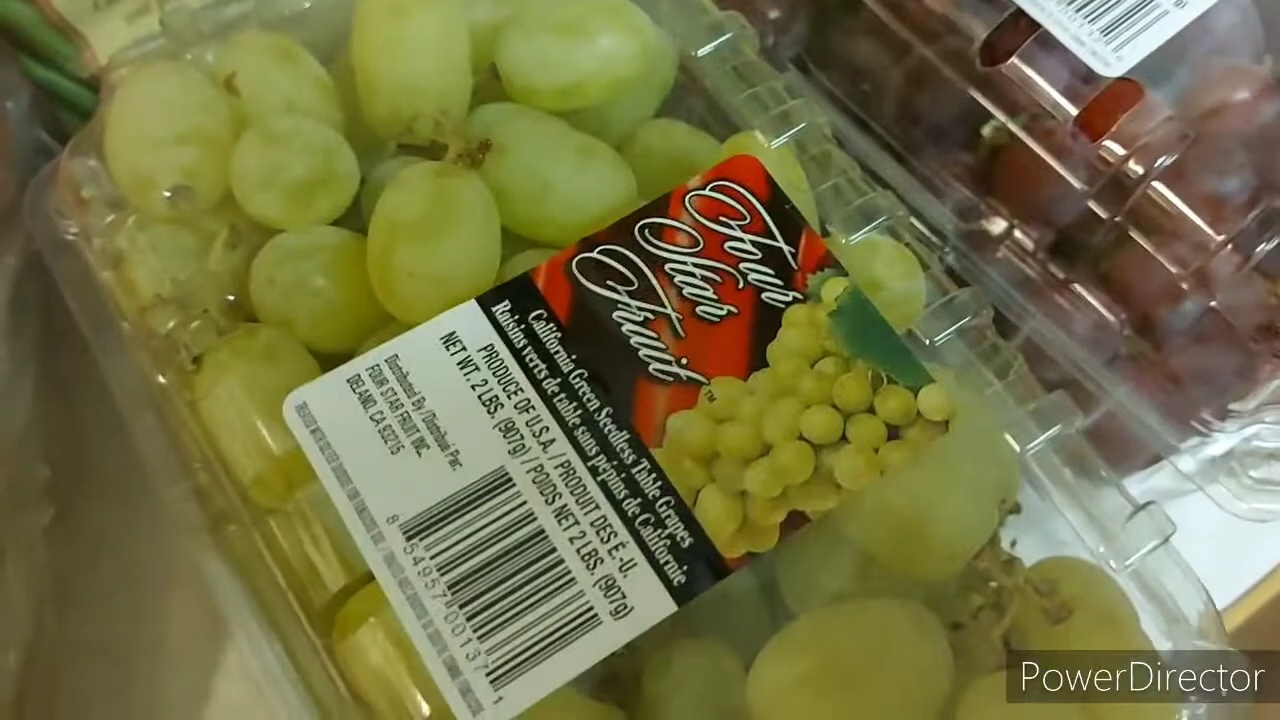 Four
Star
Fruit™
California Green Seedless Table Grapes
Raisins verts de table sans pépins de Californie
PRODUCE OF U.S.A. / PRODUIT DES É.-U.
NET WT. 2 LBS. (907g) / POIDS NET 2 LBS. (907g)
Distributed By / Distribué Par:
FOUR STAR FRUIT INC.
DELANO, CA 93215
8 54957 00137 1
PowerDirector